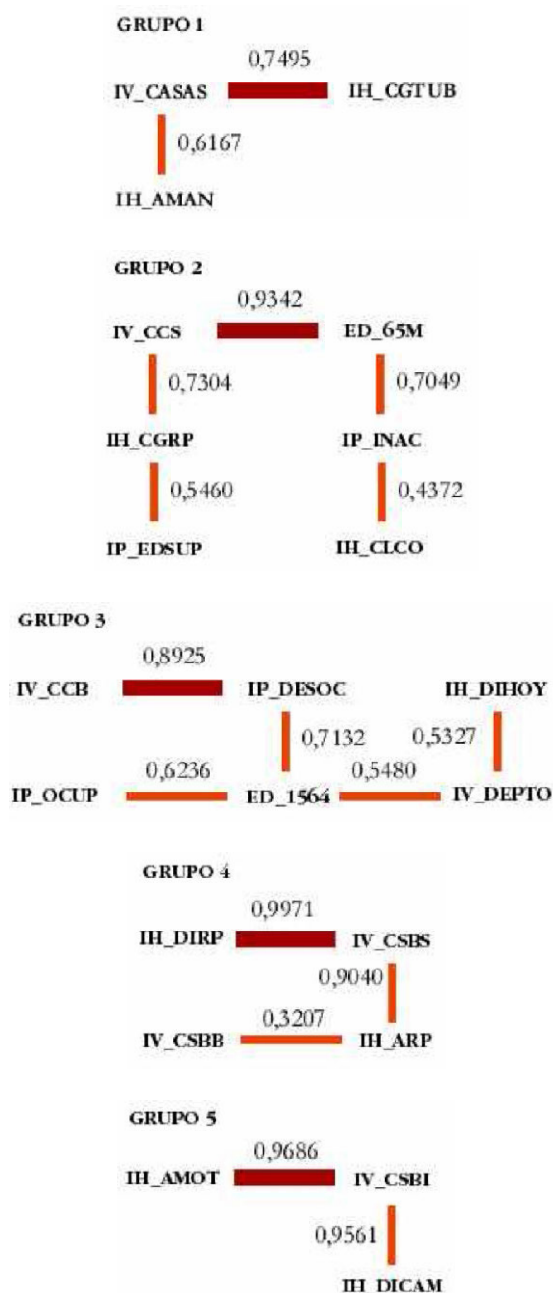 GRUPO 1
0,7495
IV_CASAS IH_CGTUB
0,6167
IH_AMAN
GRUPO 2
0,9342
IV_CCS ED_65M
0,7304 0,7049
IH_CGRP IP_INAC
0,5460 0,4372
IP_EDSUP IH_CLCO
GRUPO 3
0,8925
IV_CCB IP_DESOC IH_DIHOY
0,7132 0,5327
0,6236 0,5480
IP_OCUP ED_1564 IV_DEPTO
GRUPO 4
0,9971
IH_DIRP IV_CSBS
0,9040
0,3207
IV_CSBB IH_ARP
GRUPO 5
0,9686
IH_AMOT IV_CSBI
0,9561
IH_DICAM